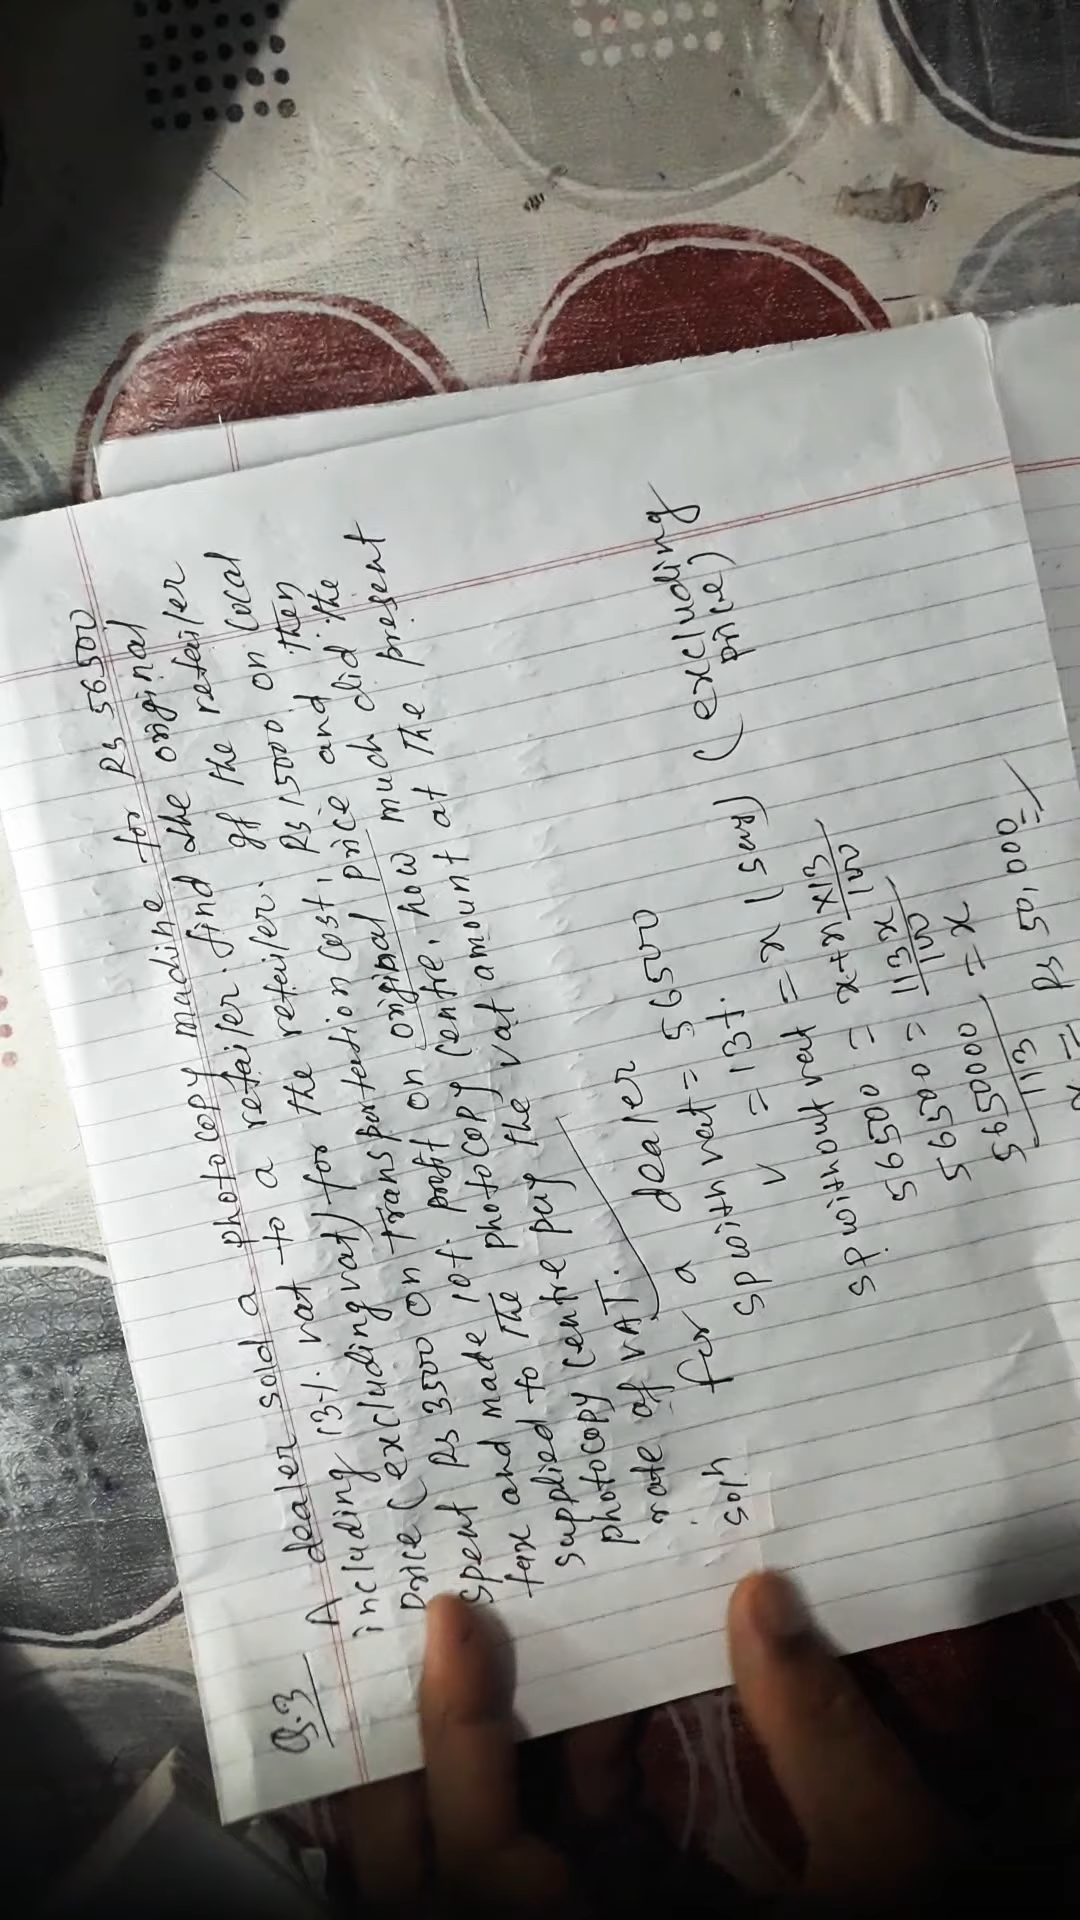 Q.3
A dealer sold a photocopy machine for Rs 56500
including 13% vat to a retailer. find the original
price (excluding vat) for the retailer. If the retailer
spent Rs 3500 on transportation cost, Rs 15000 on the local
tax and made 10% profit on original price and then
supplied to the photocopy centre, how much did the
photocopy centre pay the vat amount at the present
rate of VAT.
soln for a dealer
sp with vat = 56500
v = 13%
sp without vat = x (say) (excluding price)
56500 = x + x × 13/100
56500 = 113x/100
5650000/113 = x
x = Rs 50,000